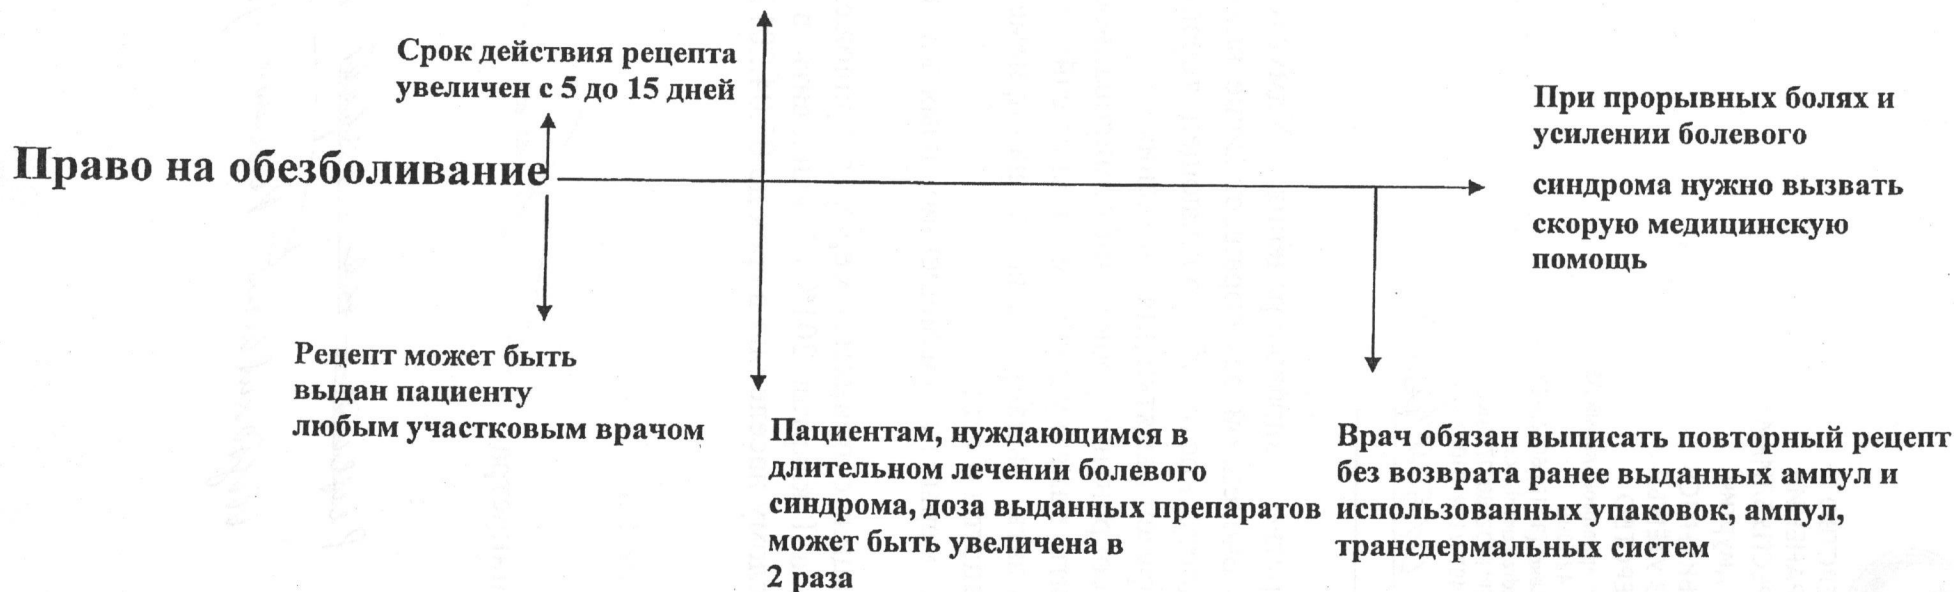 Срок действия рецепта
увеличен с 5 до 15 дней
Право на обезболивание
При прорывных болях и
усилении болевого
синдрома нужно вызвать
скорую медицинскую
помощь
Рецепт может быть
выдан пациенту
любым участковым врачом
Пациентам, нуждающимся в
длительном лечении болевого
синдрома, доза выданных препаратов
может быть увеличена в
2 раза
Врач обязан выписать повторный рецепт
без возврата ранее выданных ампул и
использованных упаковок, ампул,
трансдермальных систем